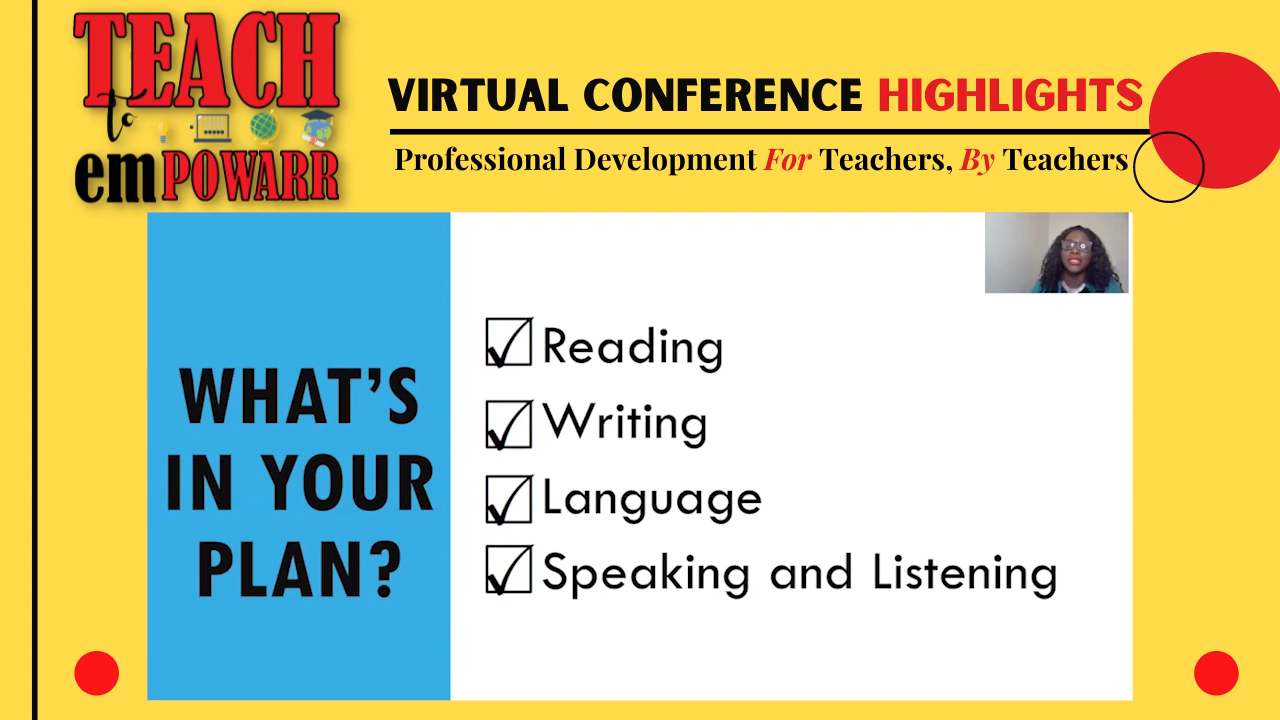 TEACH
to
emPOWARR
VIRTUAL CONFERENCE HIGHLIGHTS
Professional Development For Teachers, By Teachers
WHAT'S
IN YOUR
PLAN?
Reading
Writing
Language
Speaking and Listening